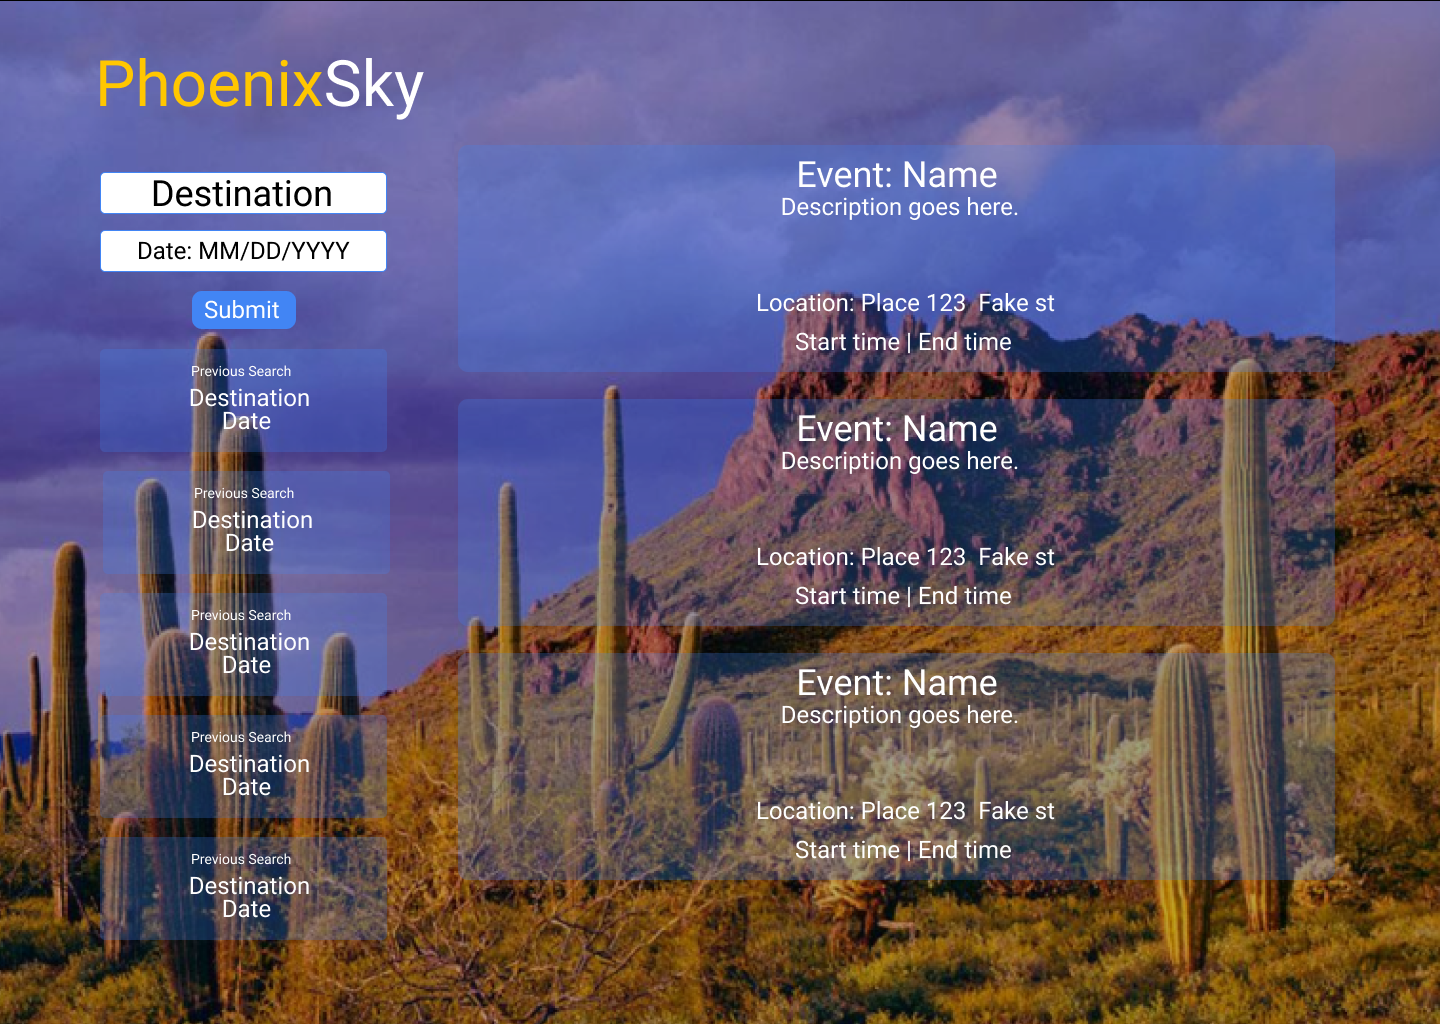 PhoenixSky
Destination
Date: MM/DD/YYYY
Submit
Previous Search
Destination
Date
Previous Search
Destination
Date
Previous Search
Destination
Date
Previous Search
Destination
Date
Previous Search
Destination
Date
Event: Name
Description goes here.
Location: Place 123  Fake st
Start time | End time
Event: Name
Description goes here.
Location: Place 123  Fake st
Start time | End time
Event: Name
Description goes here.
Location: Place 123  Fake st
Start time | End time